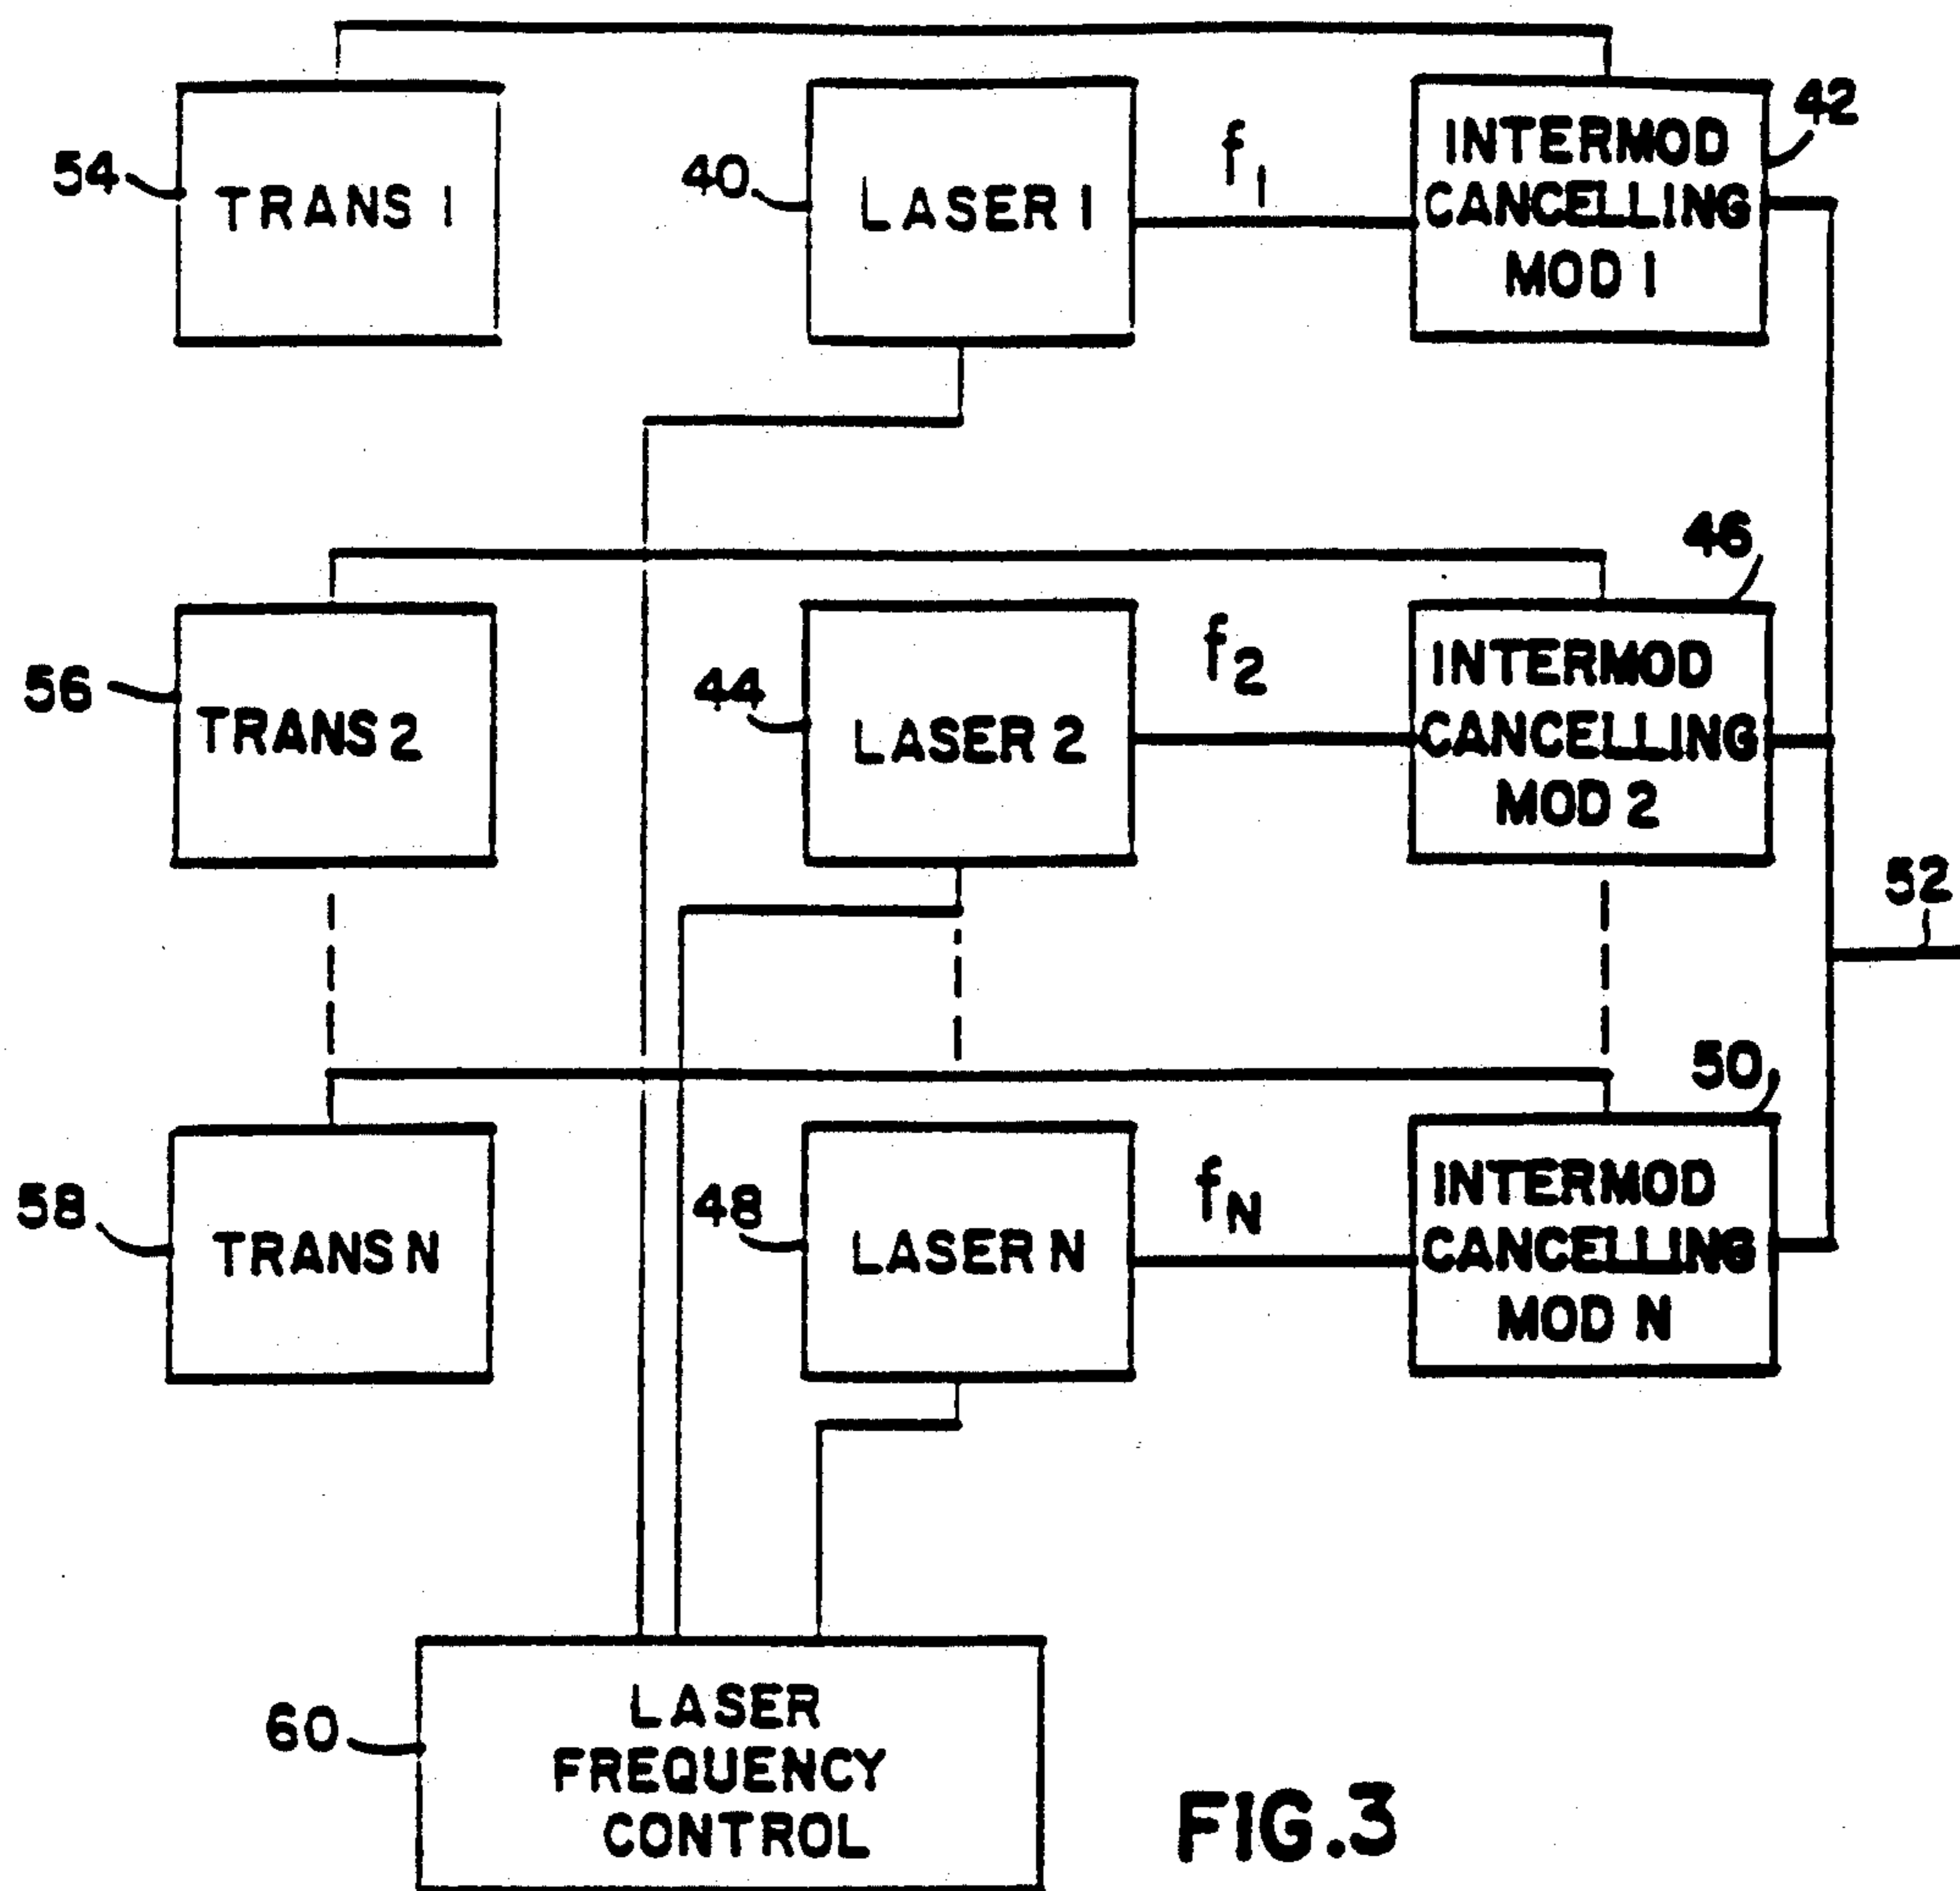 54
TRANS 1
40
LASER 1
f1
INTERMOD
CANCELLING
MOD 1
42
56
TRANS 2
44
LASER 2
f2
INTERMOD
CANCELLING
MOD 2
46
52
58
TRANS N
48
LASER N
fN
INTERMOD
CANCELLING
MOD N
50
60
LASER
FREQUENCY
CONTROL
FIG.3